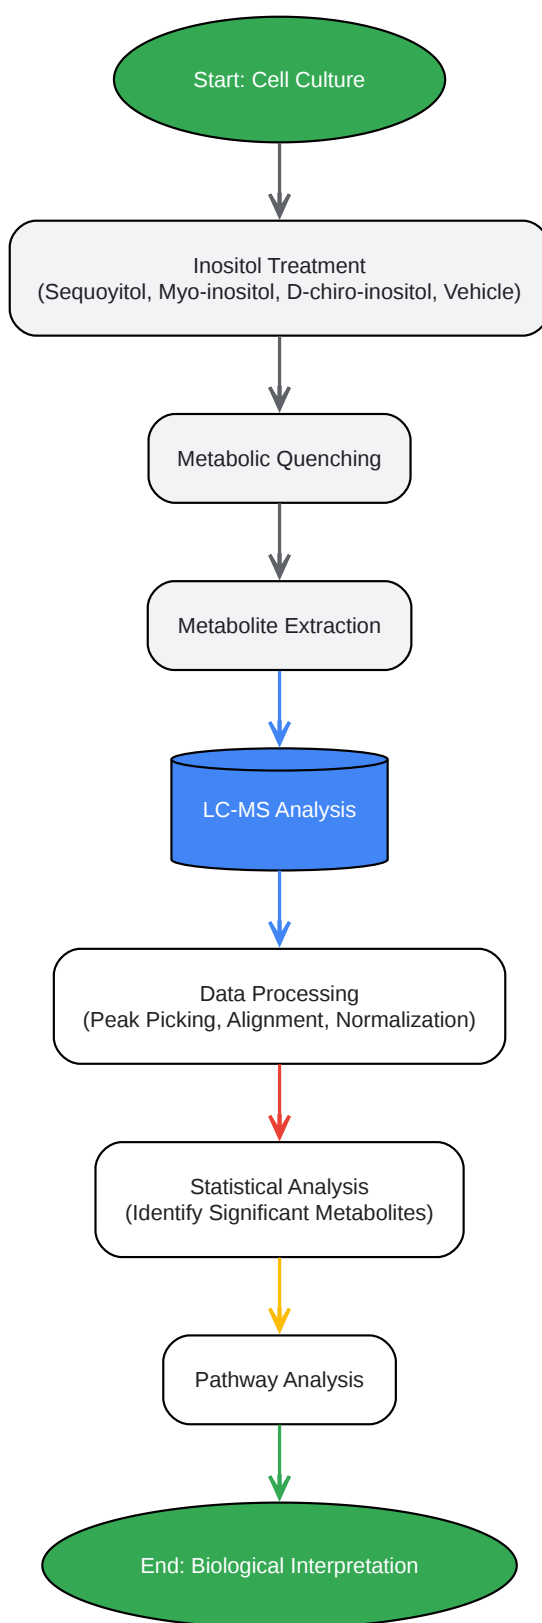 Start: Cell Culture
Inositol Treatment
(Sequoyitol, Myo-inositol, D-chiro-inositol, Vehicle)
Metabolic Quenching
Metabolite Extraction
LC-MS Analysis
Data Processing
(Peak Picking, Alignment, Normalization)
Statistical Analysis
(Identify Significant Metabolites)
Pathway Analysis
End: Biological Interpretation